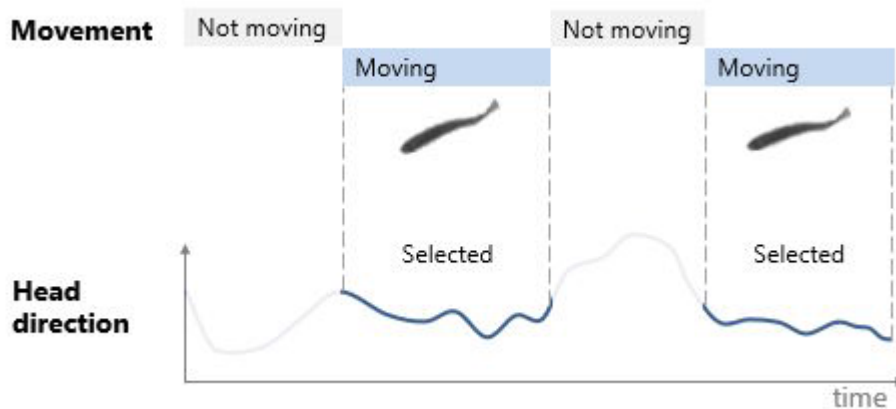 Movement
Not moving
Not moving
Moving
Moving
Selected
Selected
Head
direction
time